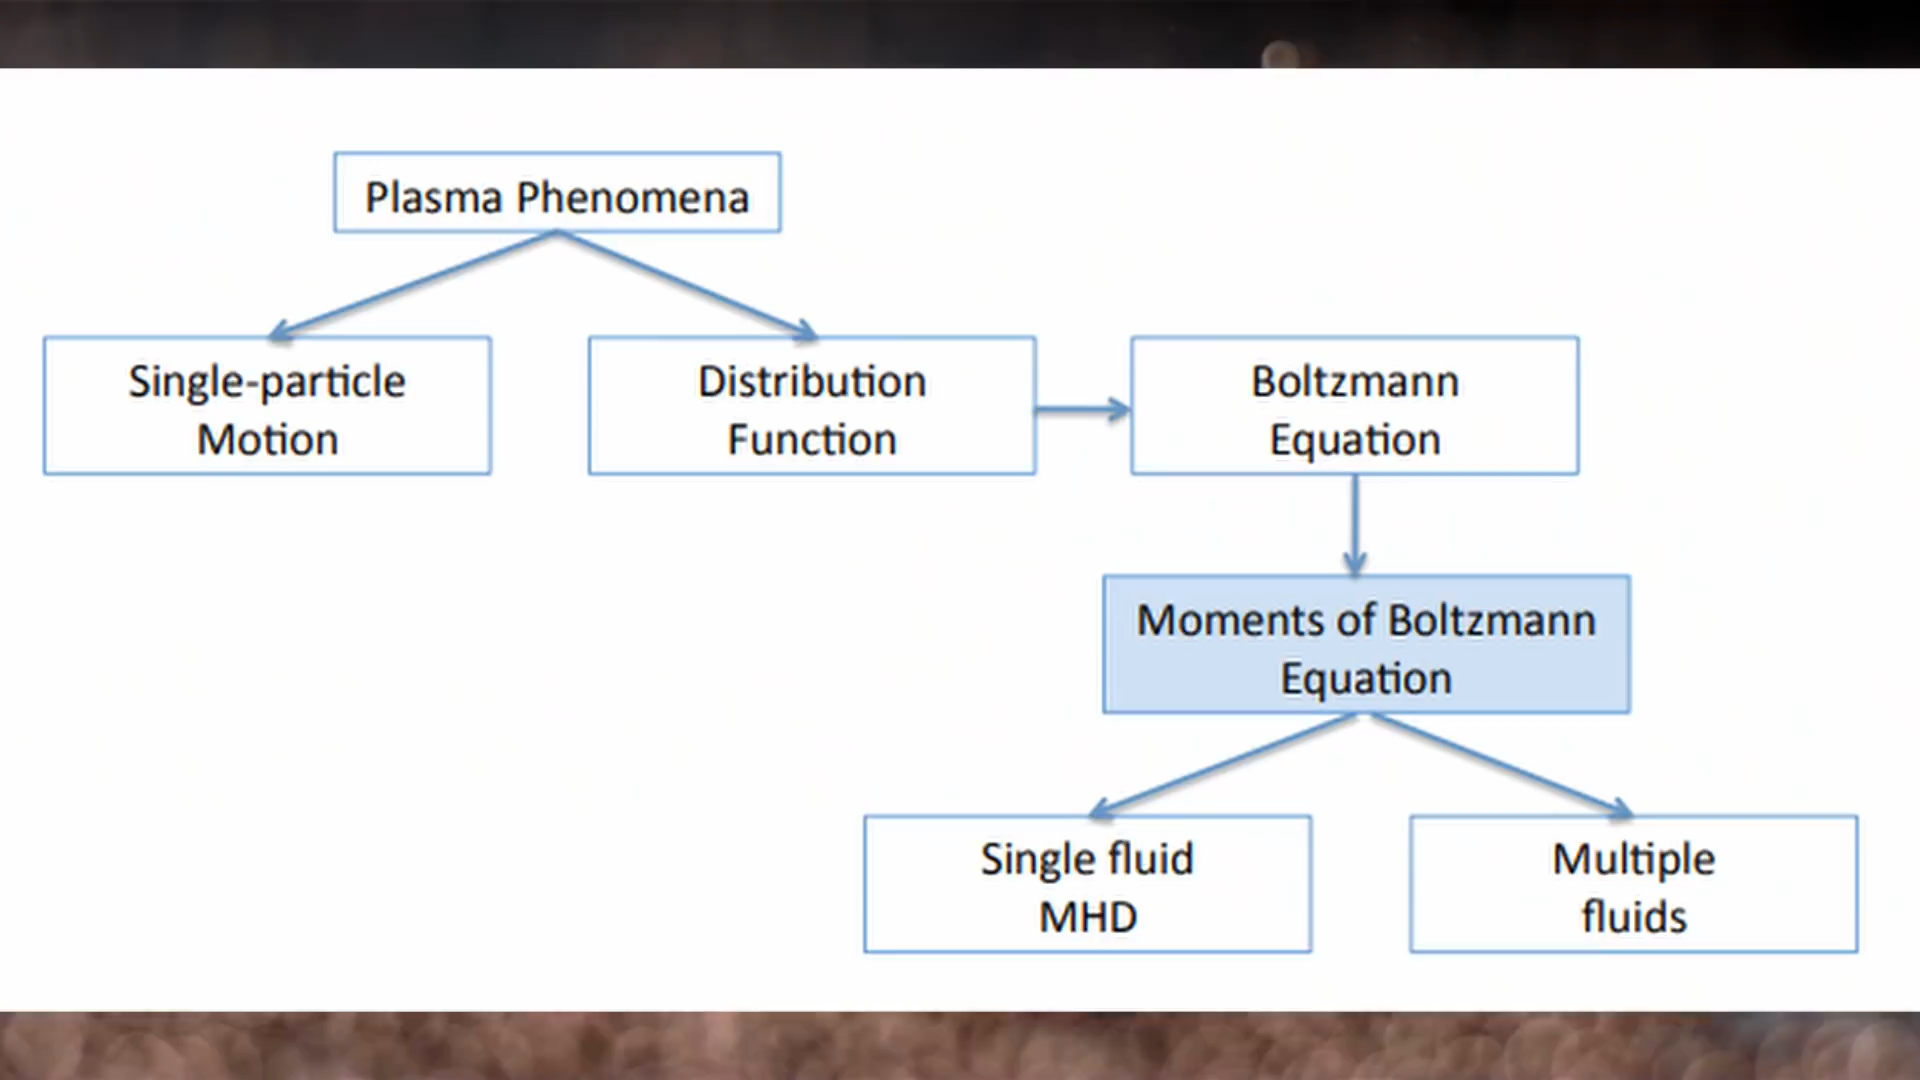 Plasma Phenomena
Single-particle
Motion
Distribution
Function
Boltzmann
Equation
Moments of Boltzmann
Equation
Single fluid
MHD
Multiple
fluids